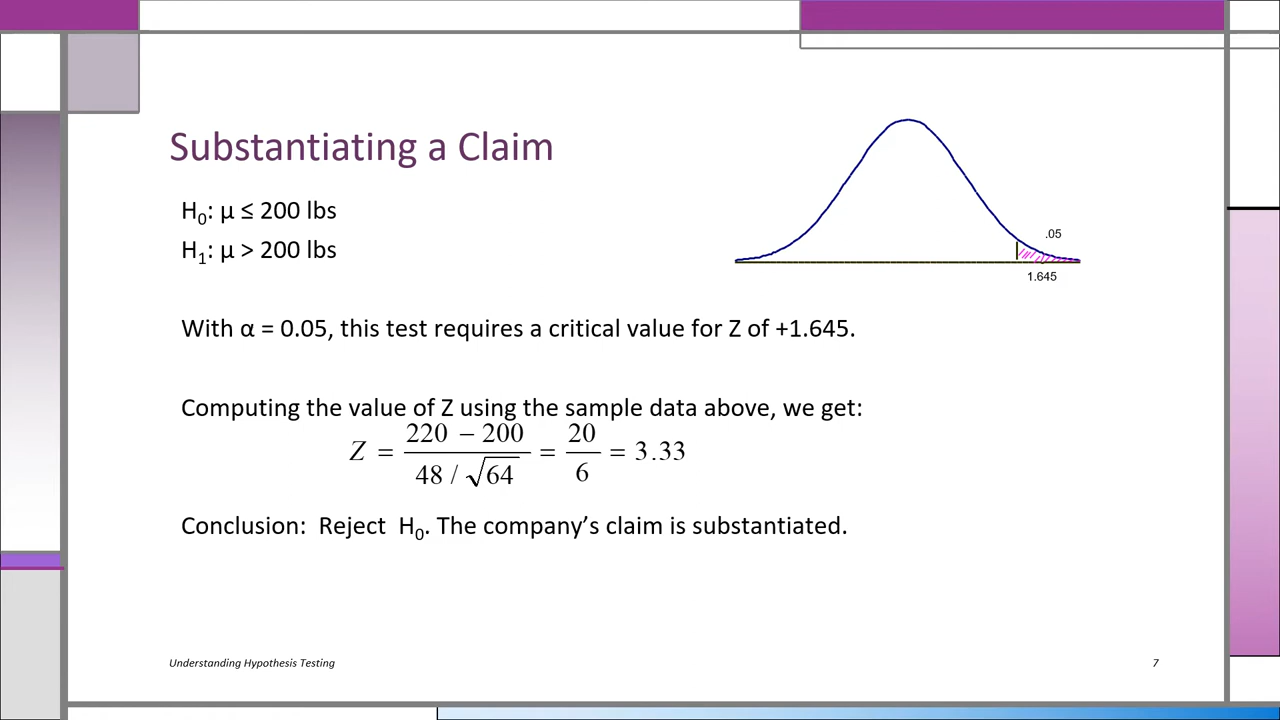 Substantiating a Claim
H₀: µ ≤ 200 lbs
H₁: µ > 200 lbs
.05
1.645
With α = 0.05, this test requires a critical value for Z of +1.645.
Computing the value of Z using the sample data above, we get:
Z = (220 − 200) / (48 / √64) = 20 / 6 = 3.33
Conclusion: Reject H₀. The company’s claim is substantiated.
Understanding Hypothesis Testing
7